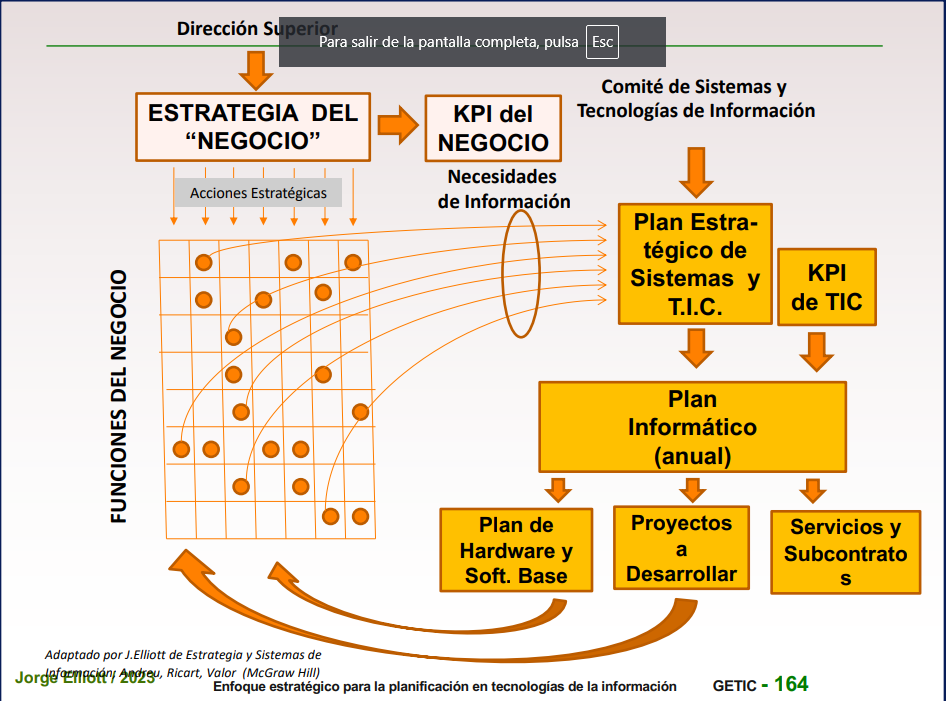 Dirección Superior
Para salir de la pantalla completa, pulsa Esc
Comité de Sistemas y
Tecnologías de Información
ESTRATEGIA DEL
“NEGOCIO”
KPI del
NEGOCIO
Acciones Estratégicas
Necesidades
de Información
Plan Estra-
tégico de
Sistemas y
T.I.C.
KPI
de TIC
FUNCIONES DEL NEGOCIO
Plan
Informático
(anual)
Plan de
Hardware y
Soft. Base
Proyectos
a
Desarrollar
Servicios y
Subcontrato
s
Adaptado por J.Elliott de Estrategia y Sistemas de
Información; Andreu, Ricart, Valor (McGraw Hill)
Jorge Elliott / 2023
Enfoque estratégico para la planificación en tecnologías de la información
GETIC - 164